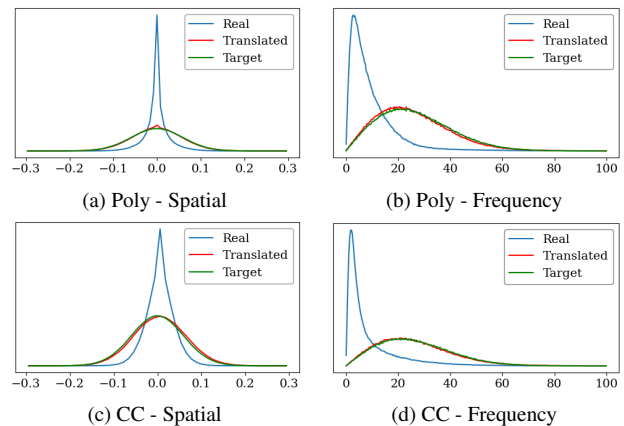 Real
Translated
Target
−0.3 −0.2 −0.1 0.0 0.1 0.2 0.3
(a) Poly - Spatial
Real
Translated
Target
0 20 40 60 80 100
(b) Poly - Frequency
Real
Translated
Target
−0.3 −0.2 −0.1 0.0 0.1 0.2 0.3
(c) CC - Spatial
Real
Translated
Target
0 20 40 60 80 100
(d) CC - Frequency